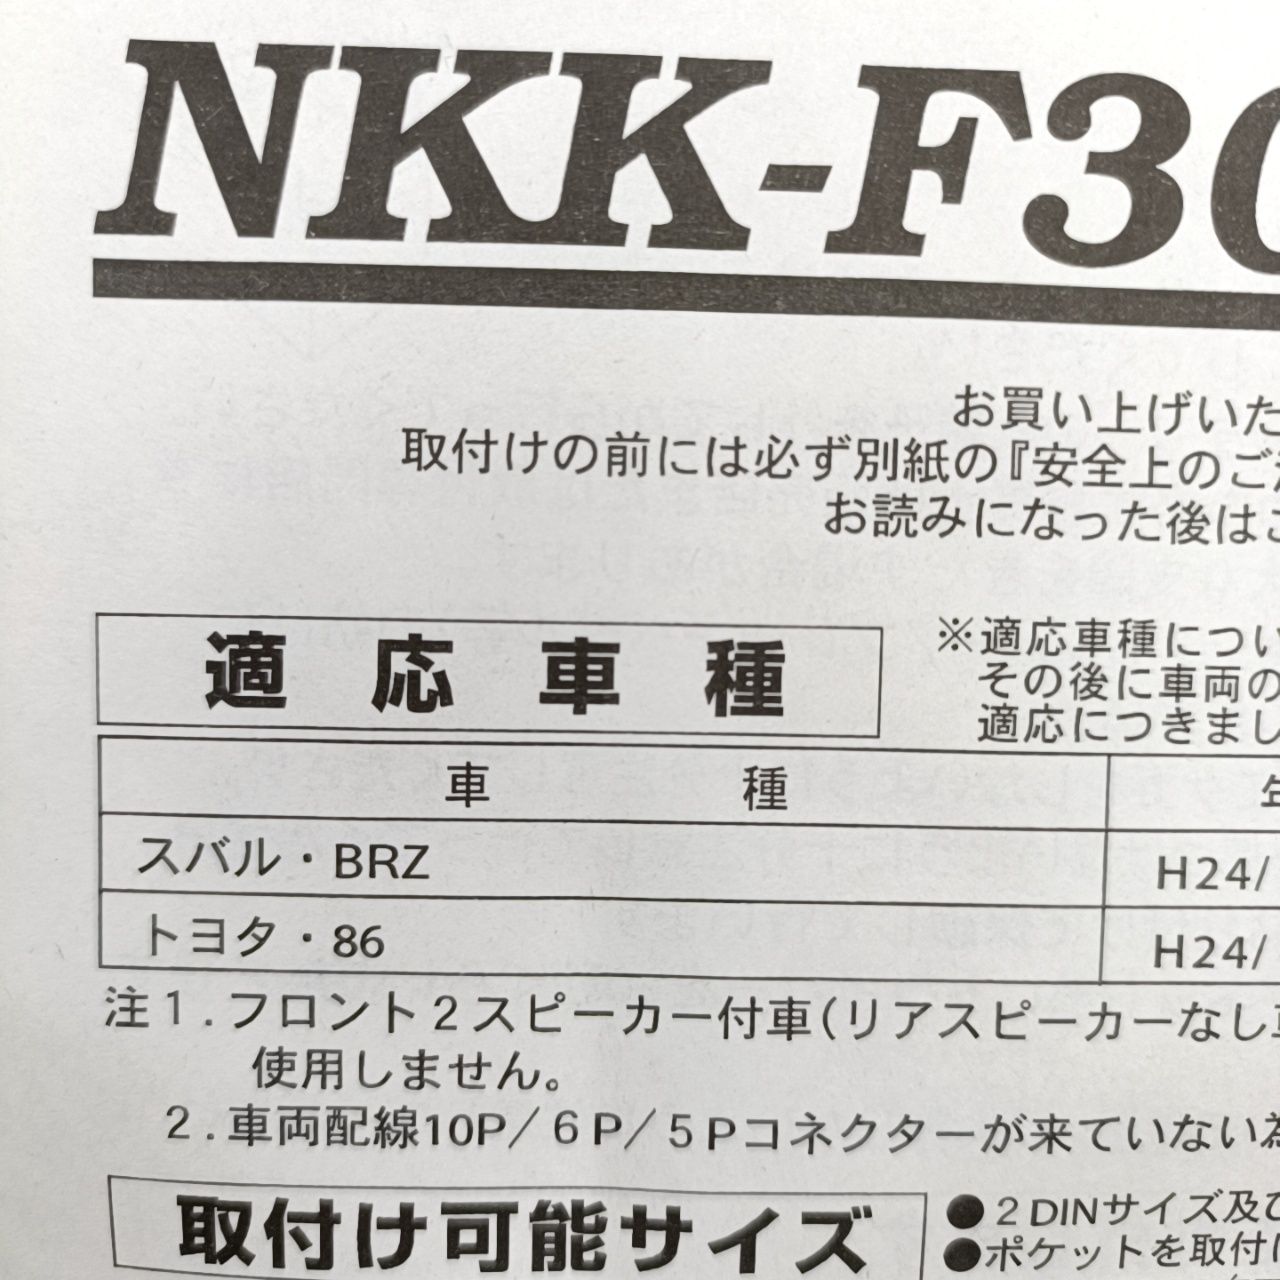 NKK-F3
お買い上げいた
取付けの前には必ず別紙の『安全上のご
お読みになった後は
適応車種
※適応車種につい
その後に車両の
適応につきまし
車種
スバル・BRZ H24/
トヨタ・86 H24/
注1.フロント2スピーカー付車(リアスピーカーなし
使用しません。
2.車両配線10P/6P/5Pコネクターが来ていない為
取付け可能サイズ
●2DINサイズ及び
●ポケットを取付け